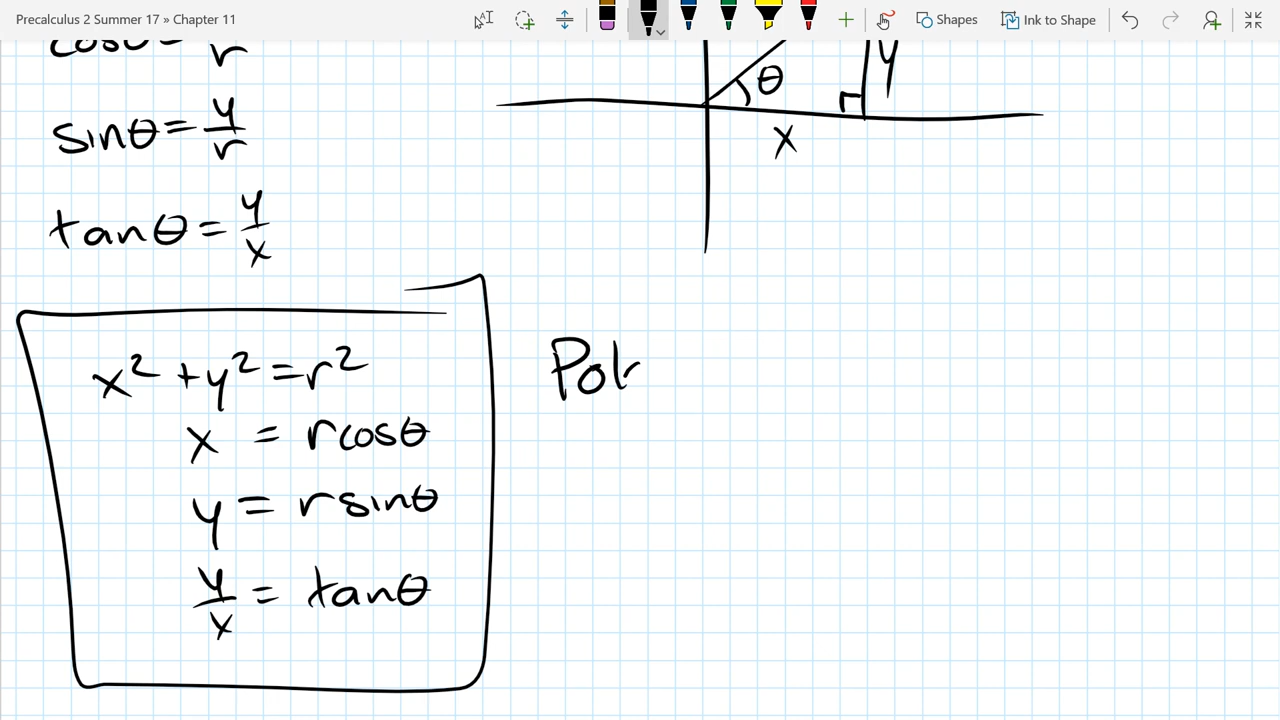 Precalculus 2 Summer 17 » Chapter 11
Shapes
Ink to Shape
cosθ = —/r
sinθ = y/r
tanθ = y/x
θ
y
x
x² + y² = r²
x = rcosθ
y = rsinθ
y/x = tanθ
Pol